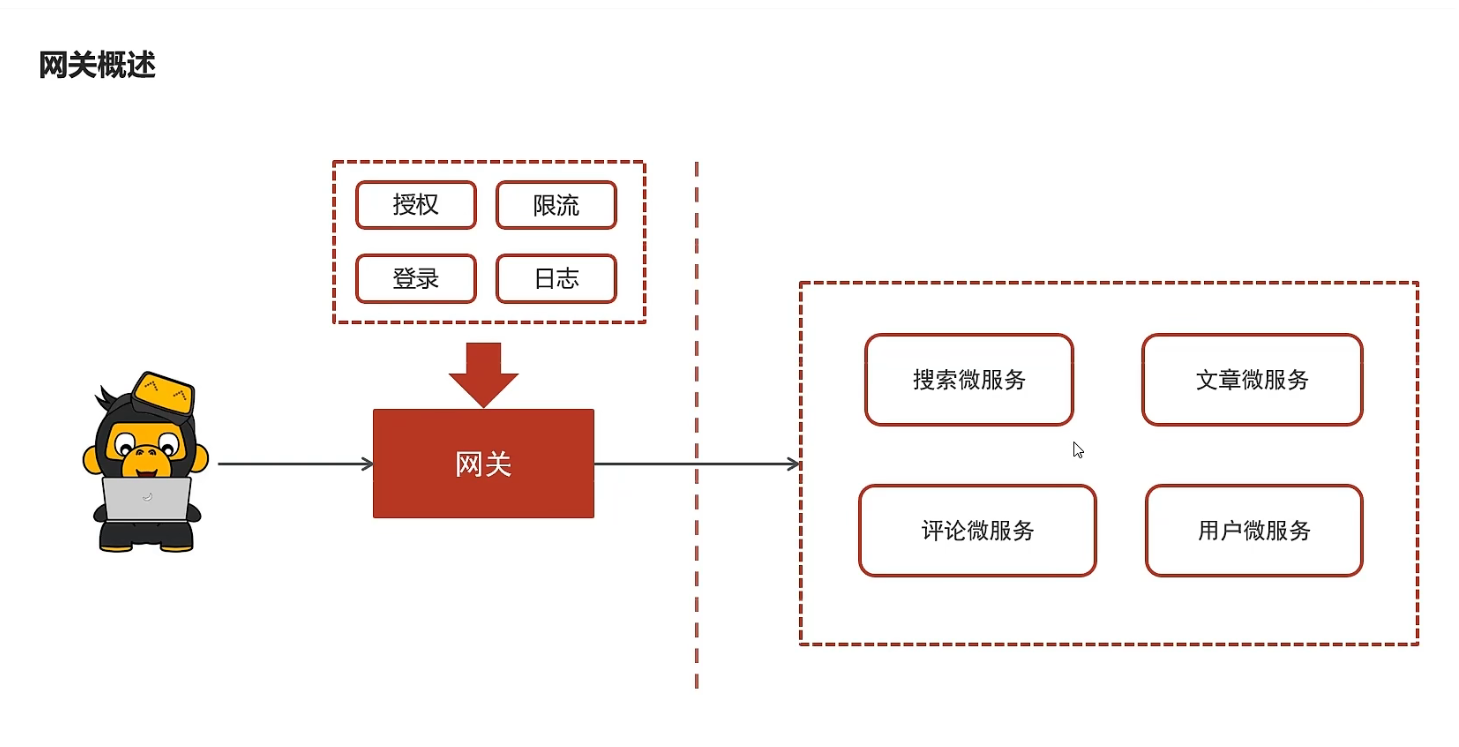 网关概述
授权
限流
登录
日志
网关
搜索微服务
文章微服务
评论微服务
用户微服务